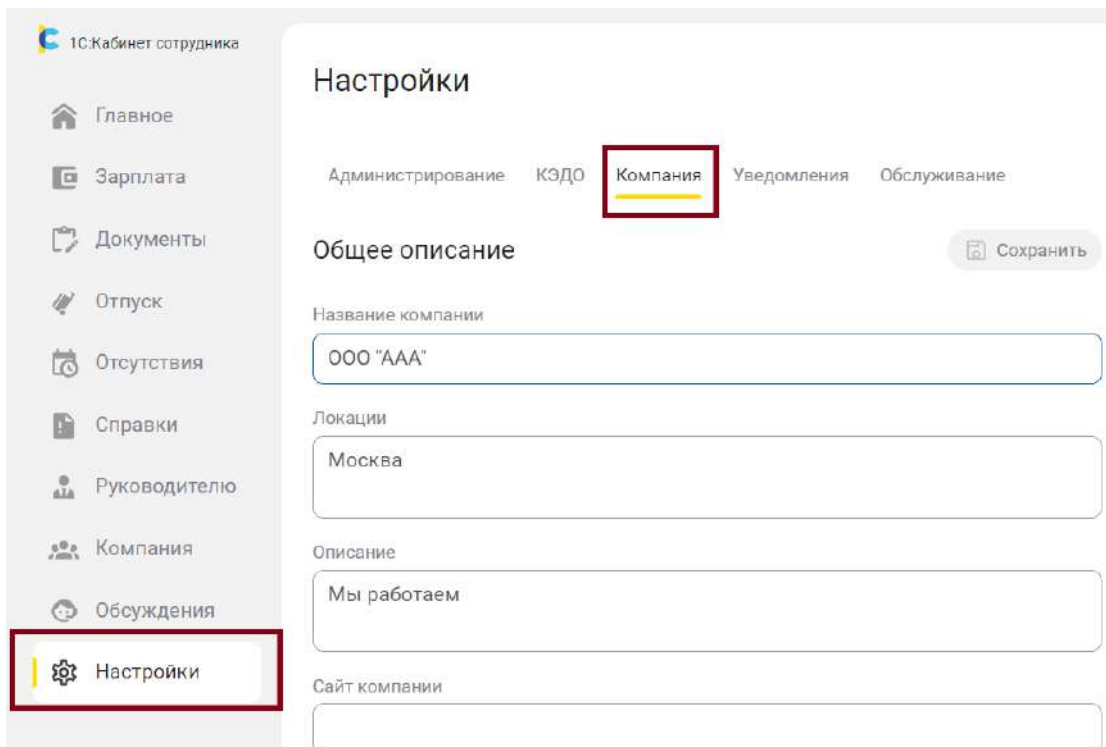 1С:Кабинет сотрудника
Главное
Зарплата
Документы
Отпуск
Отсутствия
Справки
Руководителю
Компания
Обсуждения
Настройки
Настройки
Администрирование КЭДО Компания Уведомления Обслуживание
Общее описание Сохранить
Название компании
ООО "ААА"
Локации
Москва
Описание
Мы работаем
Сайт компании